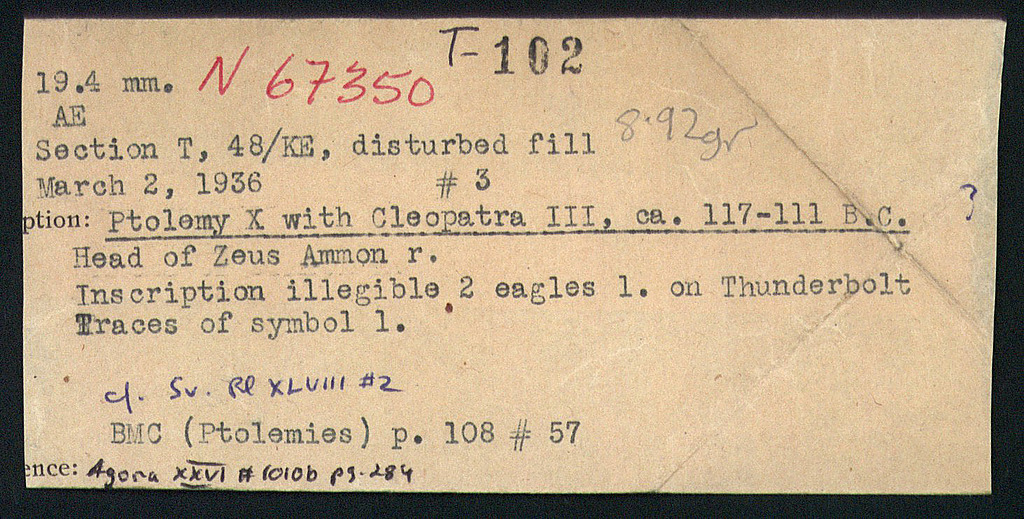 T-102
19.4 mm. N 67350
AE
Section T, 48/KE, disturbed fill 8.92gr
March 2, 1936 # 3
ption: Ptolemy X with Cleopatra III, ca. 117-111 B.C. ?
Head of Zeus Ammon r.
Inscription illegible 2 eagles l. on Thunderbolt
Traces of symbol l.
cf. Sv. Pl XLVIII #2
BMC (Ptolemies) p. 108 # 57
ence: Agora XXVI # 1010b pg. 284